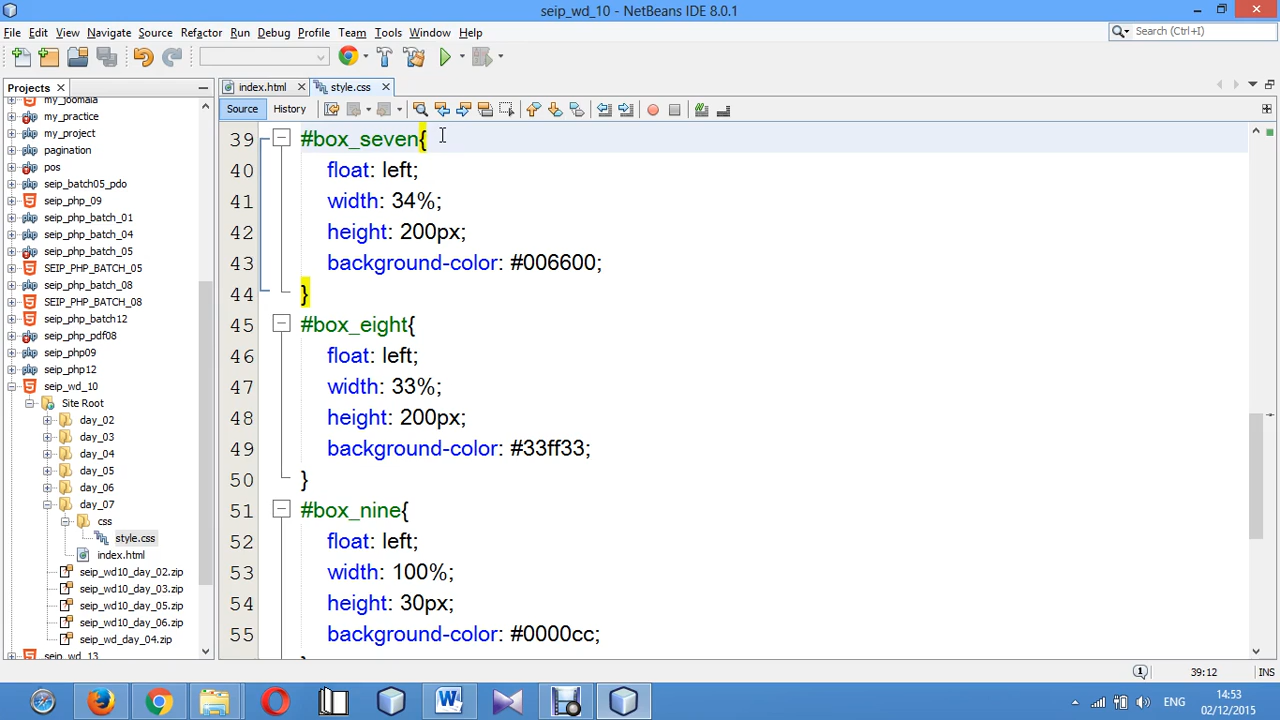 seip_wd_10 - NetBeans IDE 8.0.1
File Edit View Navigate Source Refactor Run Debug Profile Team Tools Window Help
Search (Ctrl+I)
Projects
index.html style.css
Source History
my_joomala
my_practice
my_project
pagination
pos
seip_batch05_pdo
seip_php_09
seip_php_batch_01
seip_php_batch_04
seip_php_batch_05
SEIP_PHP_BATCH_05
seip_php_batch_08
SEIP_PHP_BATCH_08
seip_php_batch12
seip_php_pdf08
seip_php09
seip_php12
seip_wd_10
Site Root
day_02
day_03
day_04
day_05
day_06
day_07
css
style.css
index.html
seip_wd10_day_02.zip
seip_wd10_day_03.zip
seip_wd10_day_05.zip
seip_wd10_day_06.zip
seip_wd_day_04.zip
seip_wd_13
39 #box_seven{
40 float: left;
41 width: 34%;
42 height: 200px;
43 background-color: #006600;
44 }
45 #box_eight{
46 float: left;
47 width: 33%;
48 height: 200px;
49 background-color: #33ff33;
50 }
51 #box_nine{
52 float: left;
53 width: 100%;
54 height: 30px;
55 background-color: #0000cc;
1 39:12 INS
ENG 14:53
02/12/2015